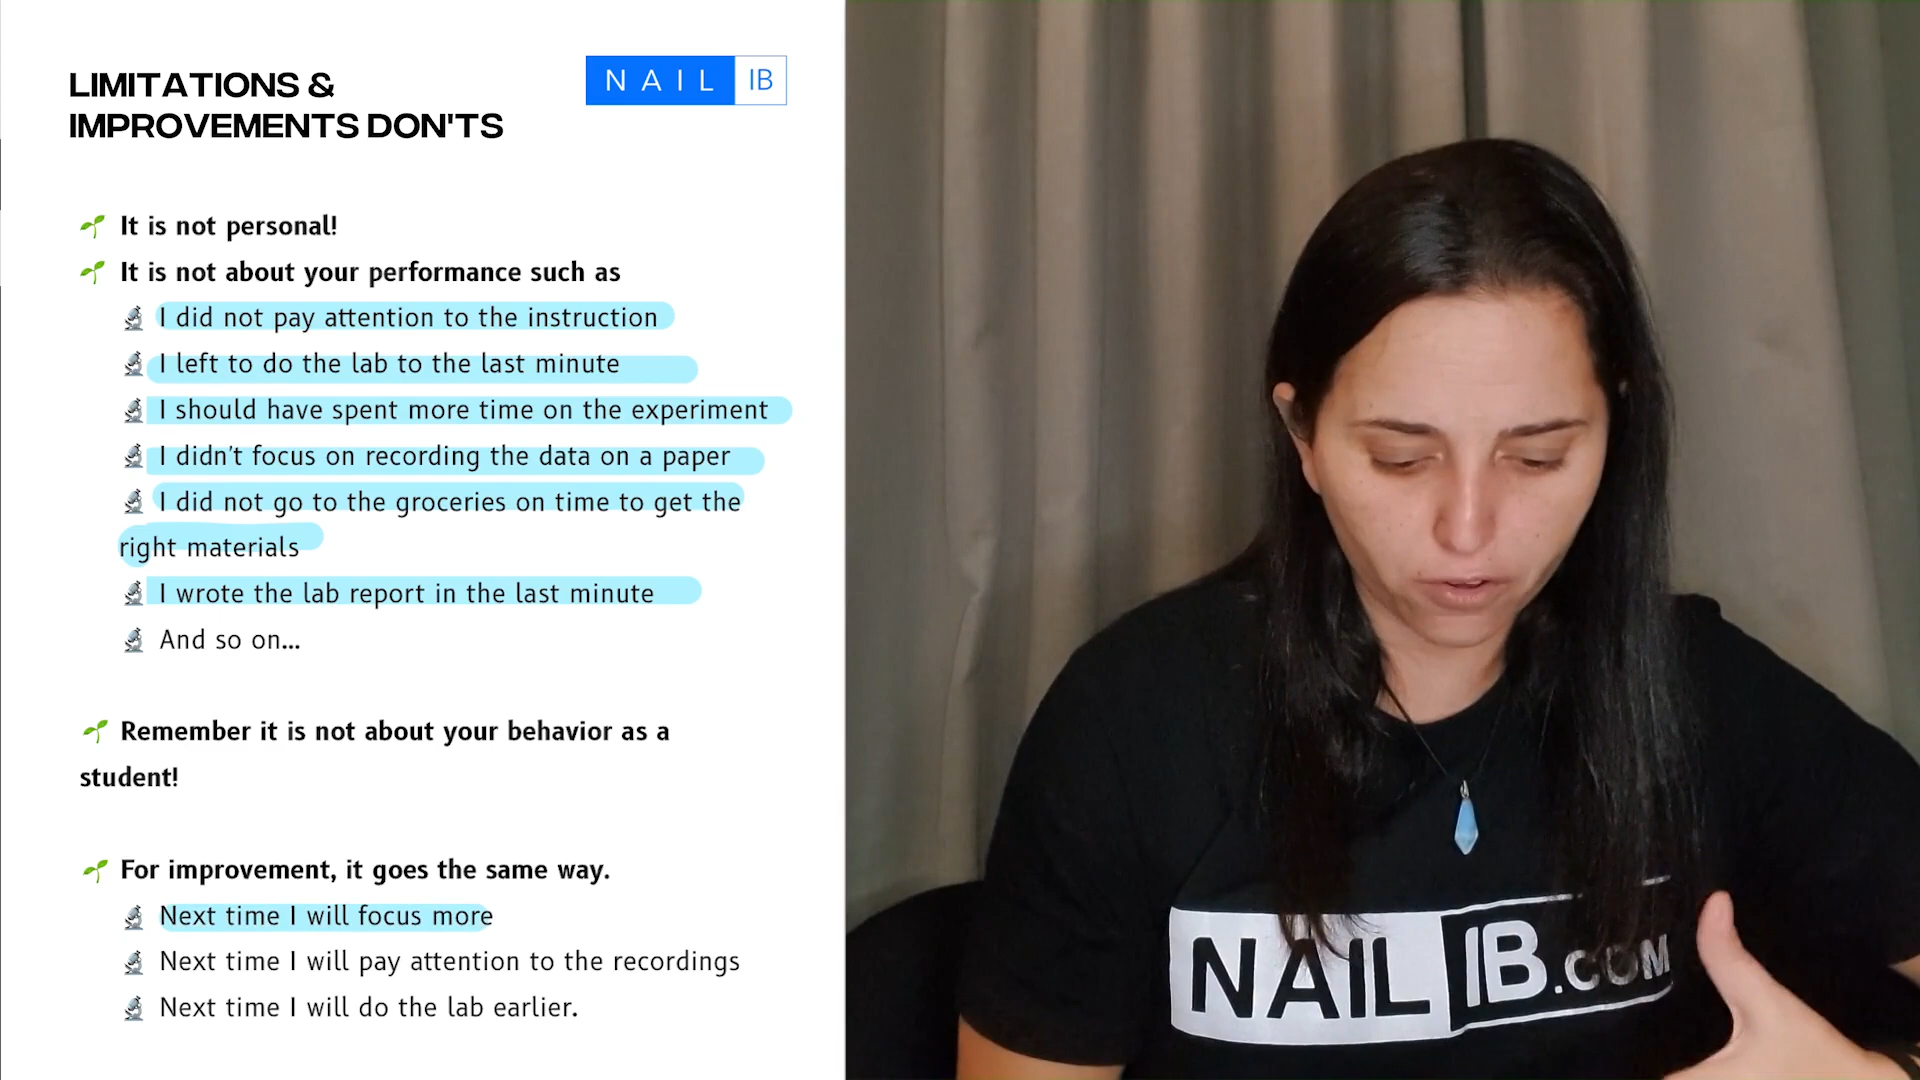 LIMITATIONS &
IMPROVEMENTS DON'TS
NAIL IB
It is not personal!
It is not about your performance such as
I did not pay attention to the instruction
I left to do the lab to the last minute
I should have spent more time on the experiment
I didn't focus on recording the data on a paper
I did not go to the groceries on time to get the
right materials
I wrote the lab report in the last minute
And so on...
Remember it is not about your behavior as a
student!
For improvement, it goes the same way.
Next time I will focus more
Next time I will pay attention to the recordings
Next time I will do the lab earlier.
NAIL IB.COM